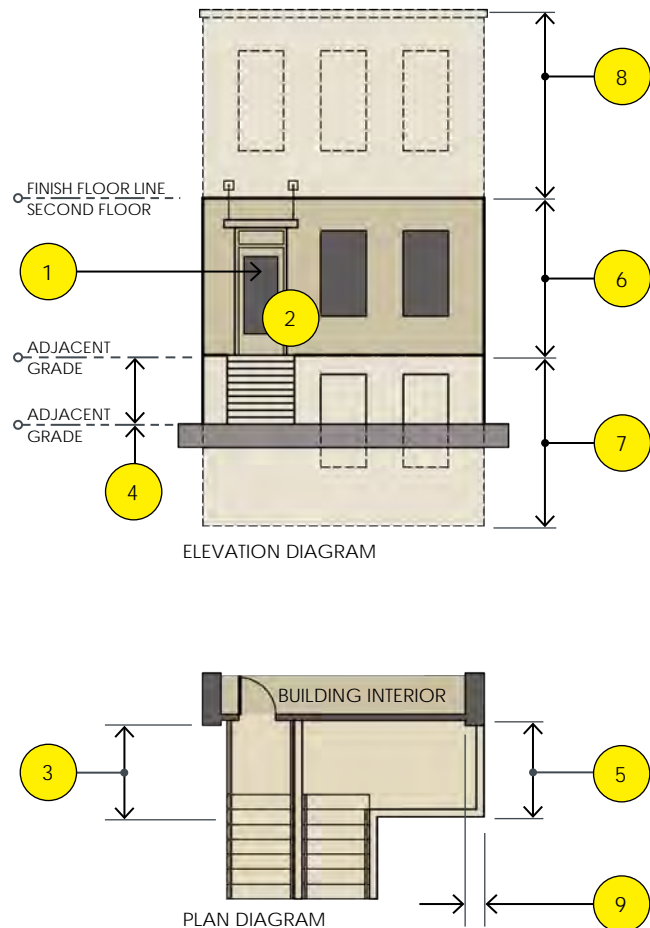 8
FINISH FLOOR LINE
SECOND FLOOR
1
6
2
ADJACENT
GRADE
ADJACENT
GRADE
7
4
ELEVATION DIAGRAM
BUILDING INTERIOR
3
5
9
PLAN DIAGRAM